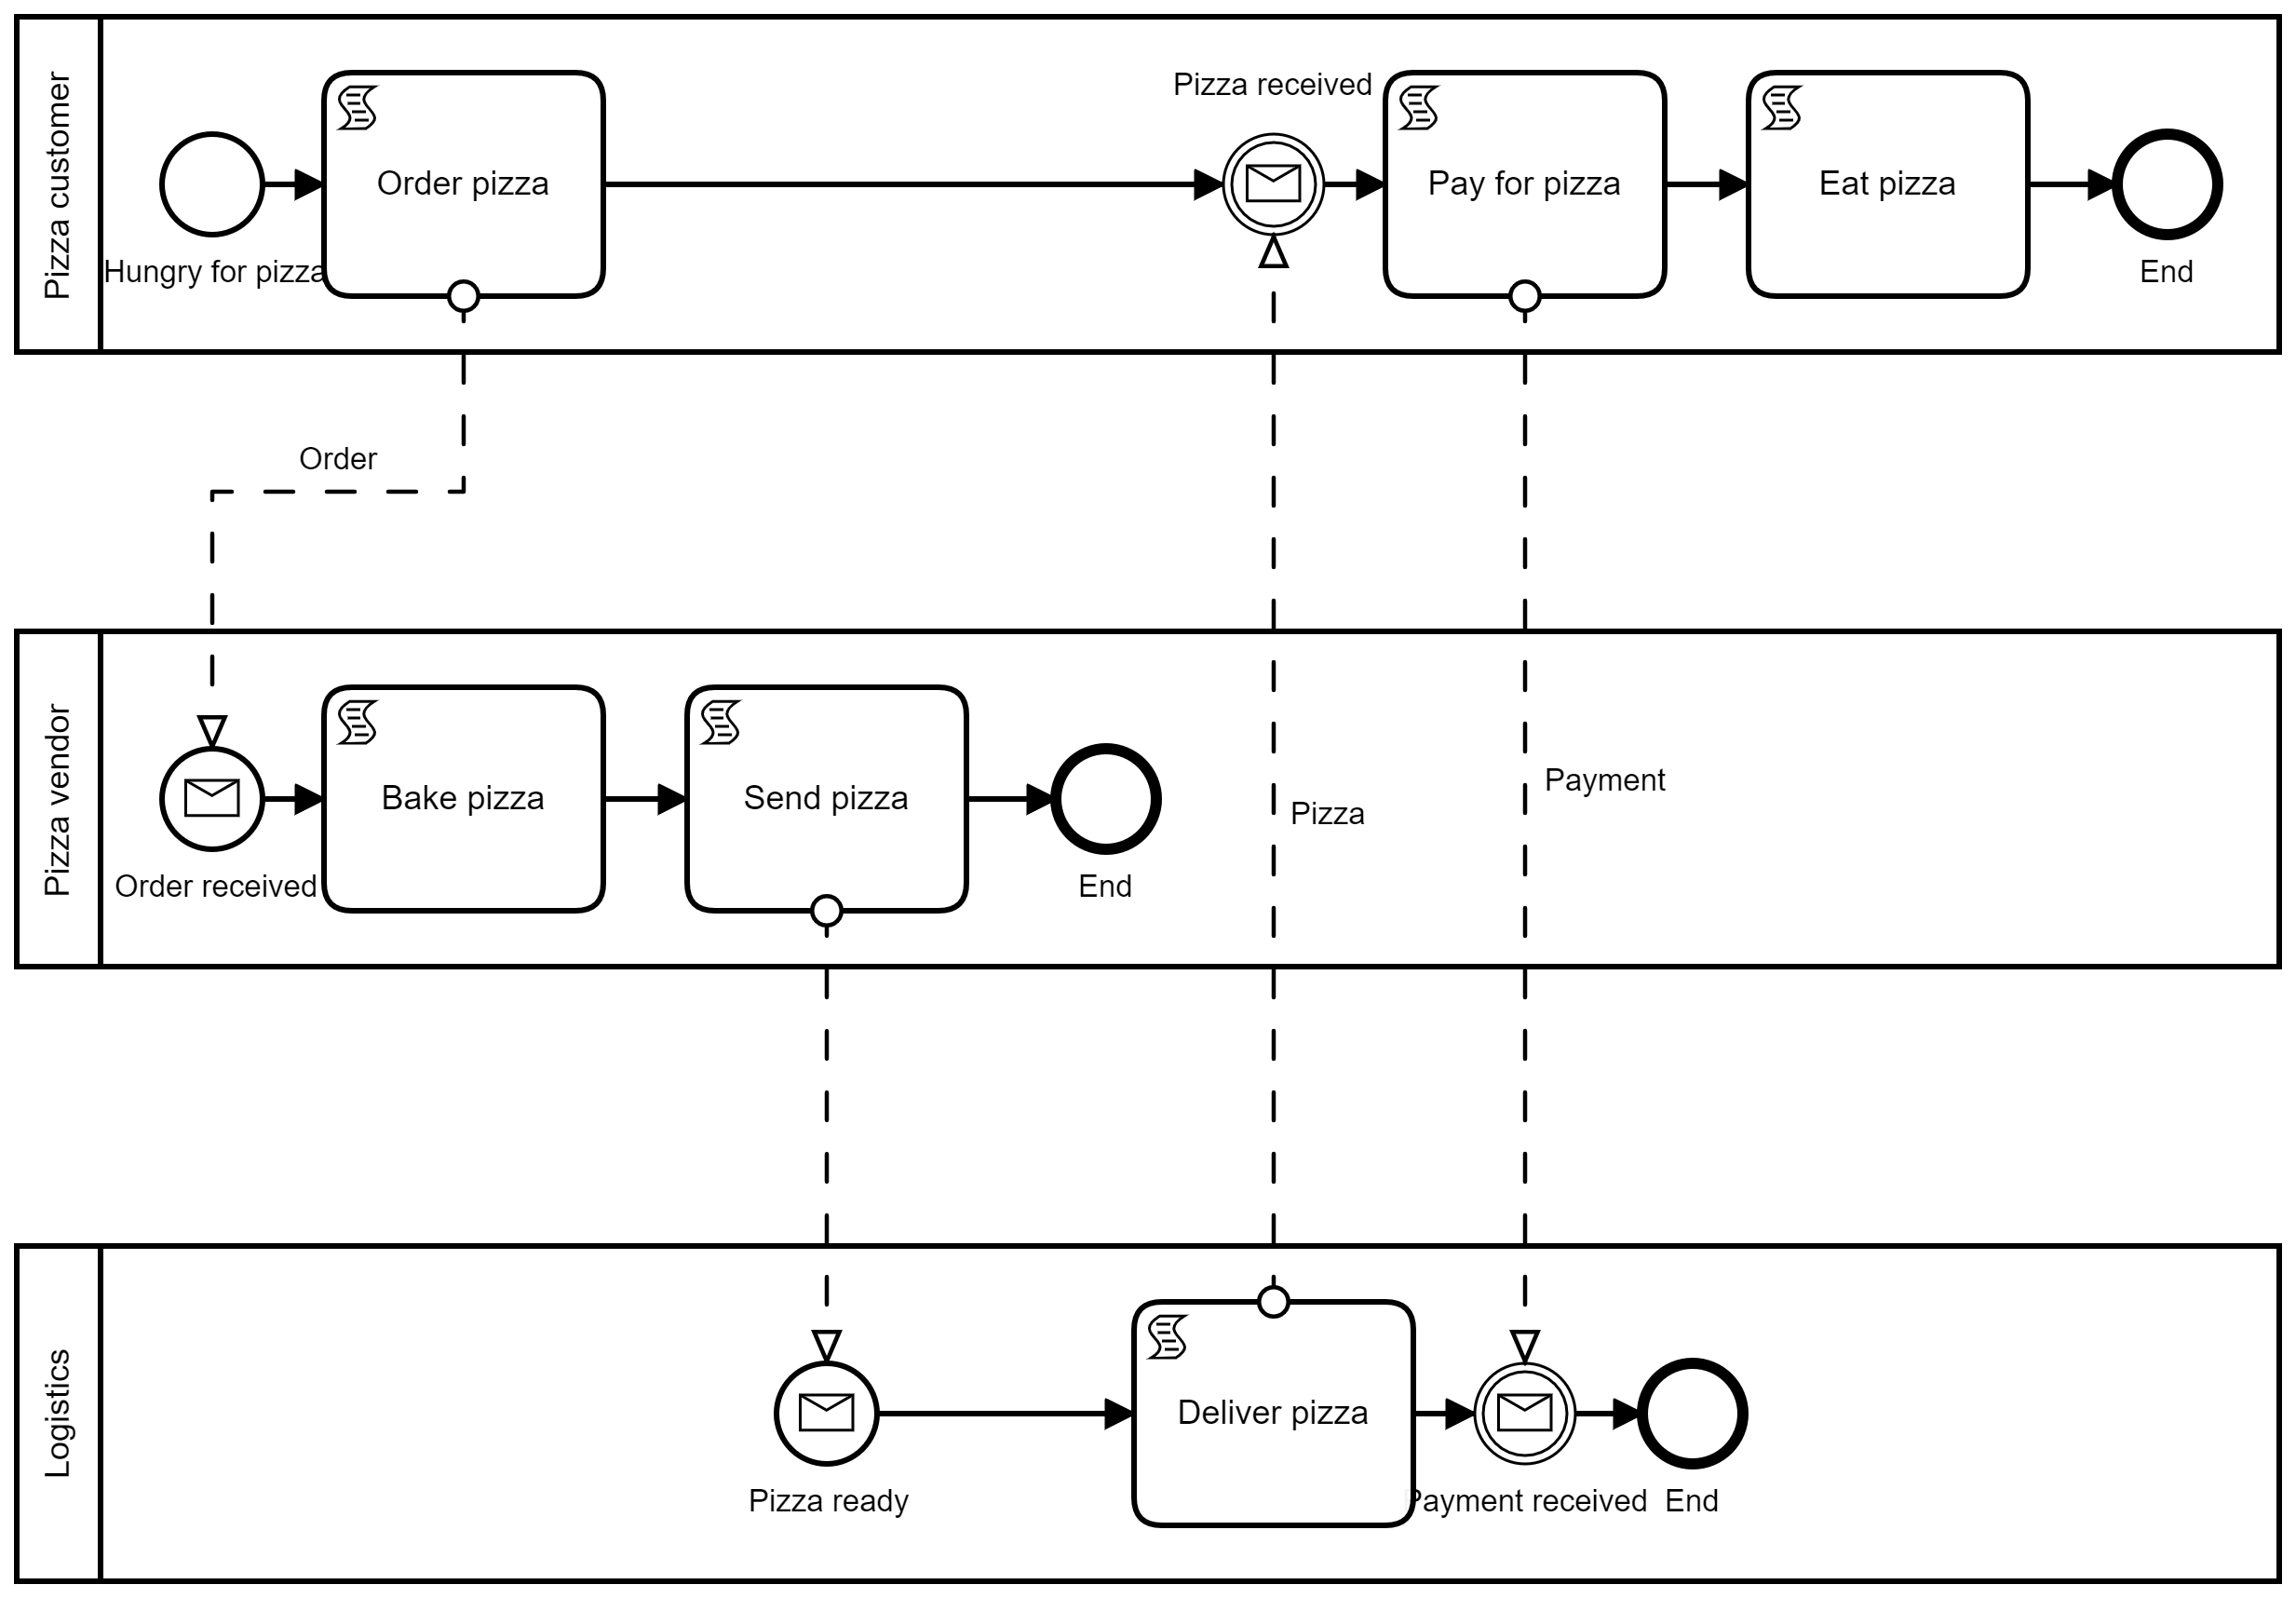 Pizza customer
Hungry for pizza
Order pizza
Pizza received
Pay for pizza
Eat pizza
End
Order
Pizza vendor
Order received
Bake pizza
Send pizza
End
Pizza
Payment
Logistics
Pizza ready
Deliver pizza
Payment received
End